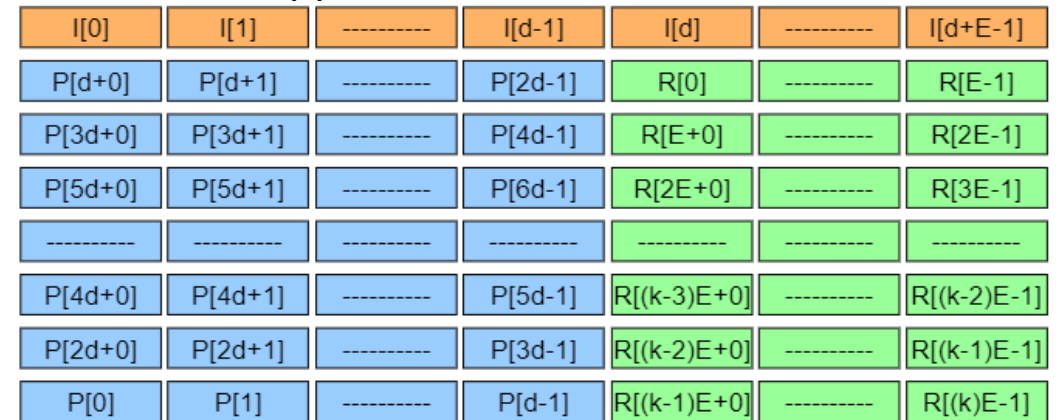 I[0] I[1] ---------- I[d-1] I[d] ---------- I[d+E-1]
P[d+0] P[d+1] ---------- P[2d-1] R[0] ---------- R[E-1]
P[3d+0] P[3d+1] ---------- P[4d-1] R[E+0] ---------- R[2E-1]
P[5d+0] P[5d+1] ---------- P[6d-1] R[2E+0] ---------- R[3E-1]
---------- ---------- ---------- ---------- ---------- ---------- ----------
P[4d+0] P[4d+1] ---------- P[5d-1] R[(k-3)E+0] ---------- R[(k-2)E-1]
P[2d+0] P[2d+1] ---------- P[3d-1] R[(k-2)E+0] ---------- R[(k-1)E-1]
P[0] P[1] ---------- P[d-1] R[(k-1)E+0] ---------- R[(k)E-1]